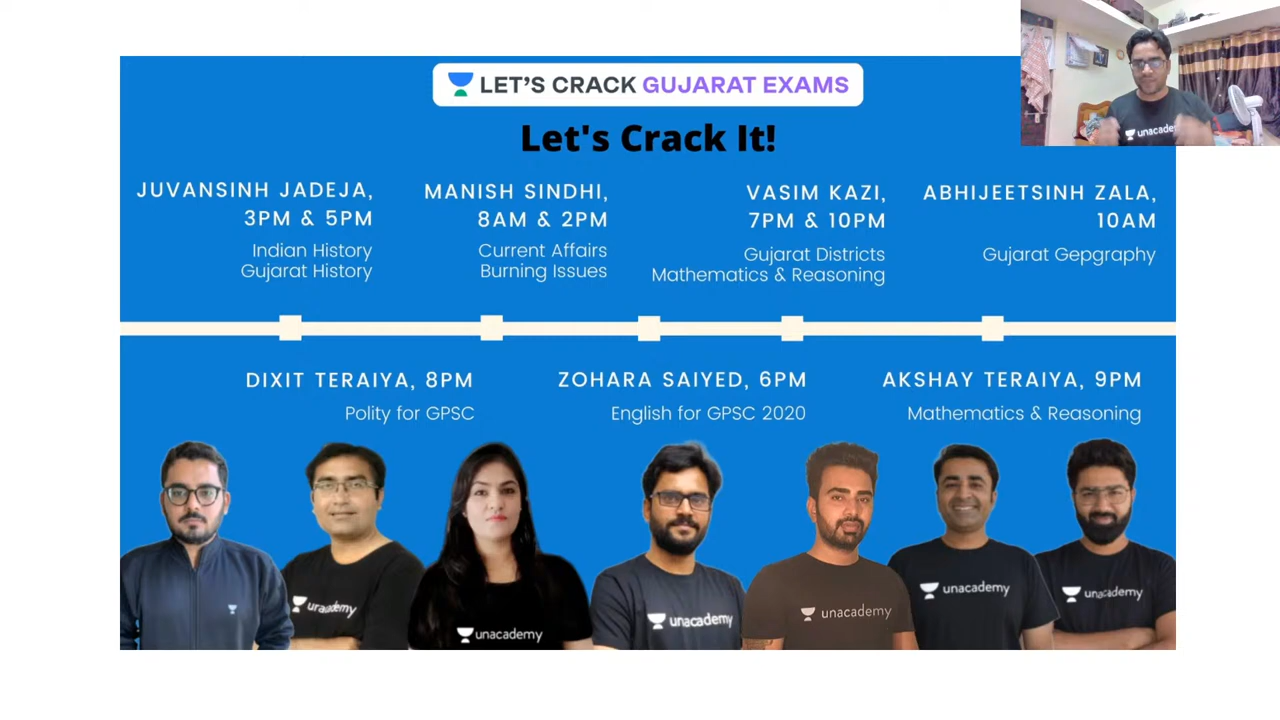 LET'S CRACK GUJARAT EXAMS
Let's Crack It!
JUVANSINH JADEJA,
3PM & 5PM
Indian History
Gujarat History
MANISH SINDHI,
8AM & 2PM
Current Affairs
Burning Issues
VASIM KAZI,
7PM & 10PM
Gujarat Districts
Mathematics & Reasoning
ABHIJEETSINH ZALA,
10AM
Gujarat Gepgraphy
DIXIT TERAIYA, 8PM
Polity for GPSC
ZOHARA SAIYED, 6PM
English for GPSC 2020
AKSHAY TERAIYA, 9PM
Mathematics & Reasoning
unacademy
unacademy
unacademy
unacademy
unacademy
unacademy